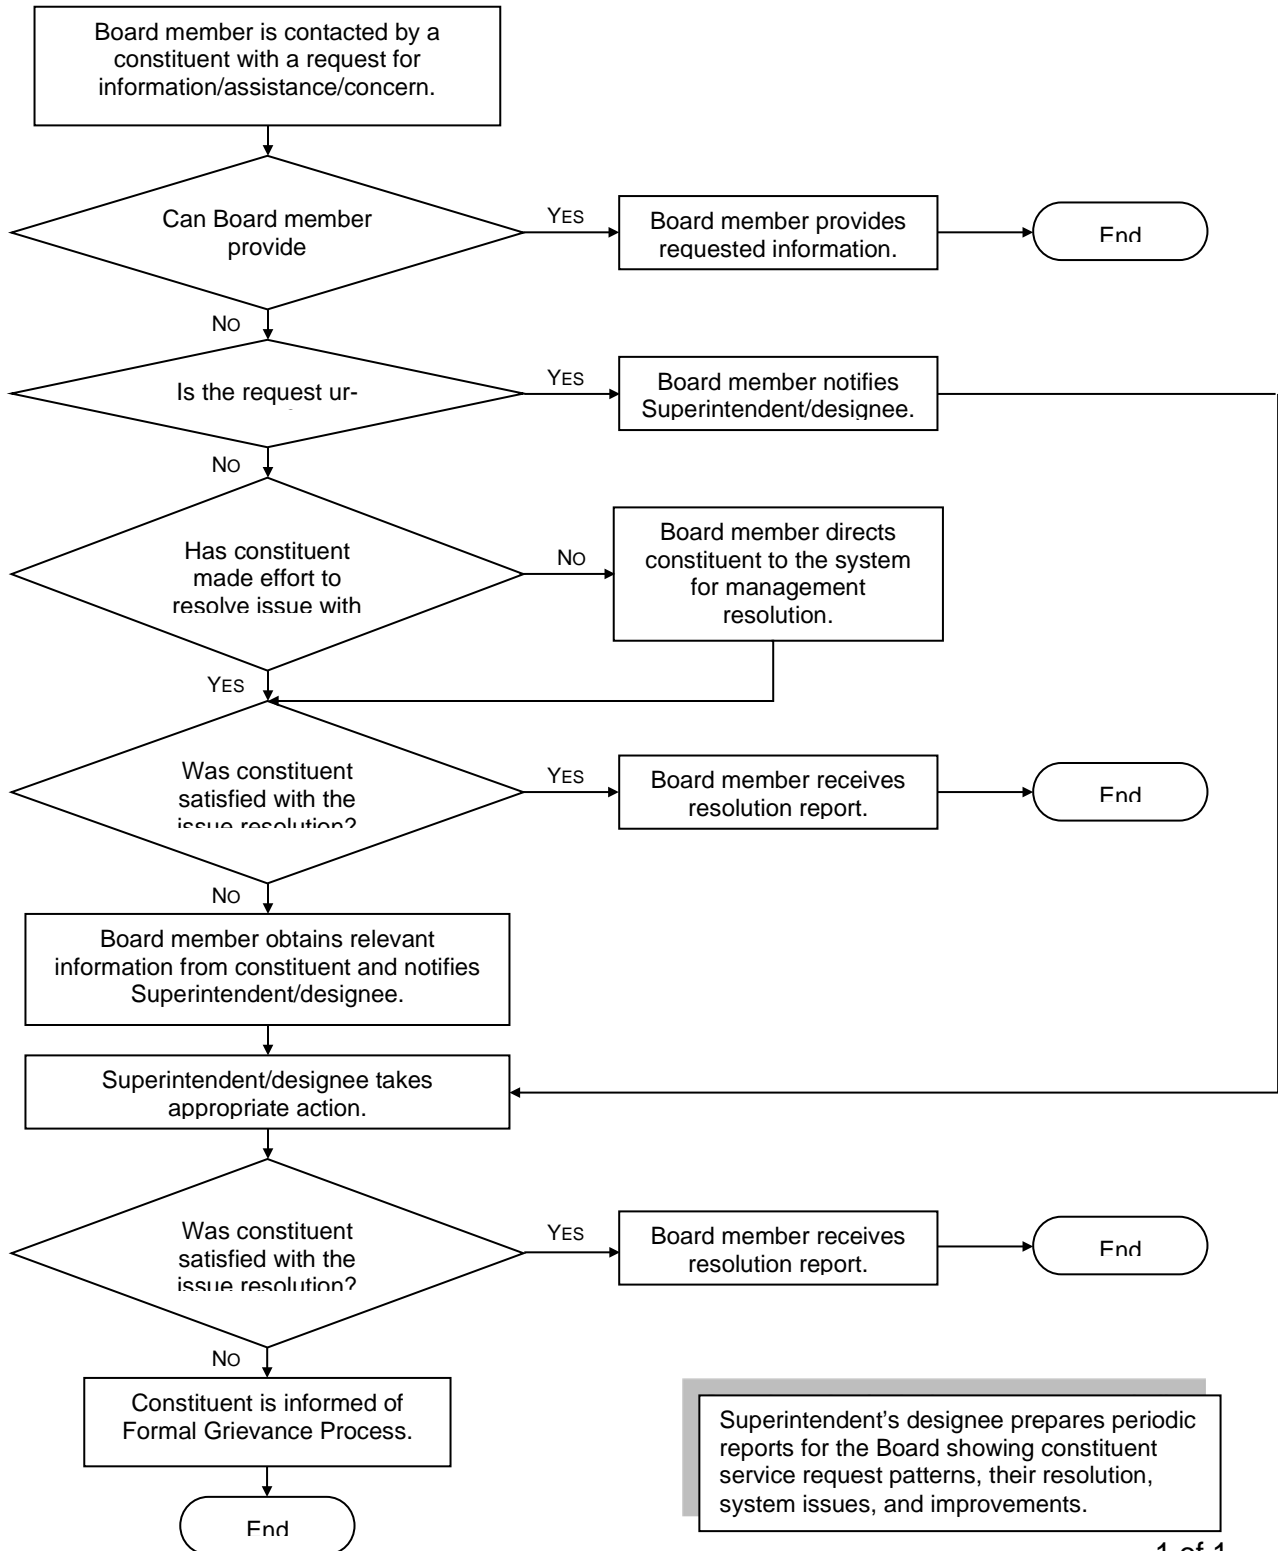 Board member is contacted by a
constituent with a request for
information/assistance/concern.
Can Board member
provide
YES
Board member provides
requested information.
End
NO
Is the request ur-
YES
Board member notifies
Superintendent/designee.
NO
Has constituent
made effort to
resolve issue with
NO
Board member directs
constituent to the system
for management
resolution.
YES
Was constituent
satisfied with the
issue resolution?
YES
Board member receives
resolution report.
End
NO
Board member obtains relevant
information from constituent and notifies
Superintendent/designee.
Superintendent/designee takes
appropriate action.
Was constituent
satisfied with the
issue resolution?
YES
Board member receives
resolution report.
End
NO
Constituent is informed of
Formal Grievance Process.
End
Superintendent's designee prepares periodic
reports for the Board showing constituent
service request patterns, their resolution,
system issues, and improvements.
1 of 1